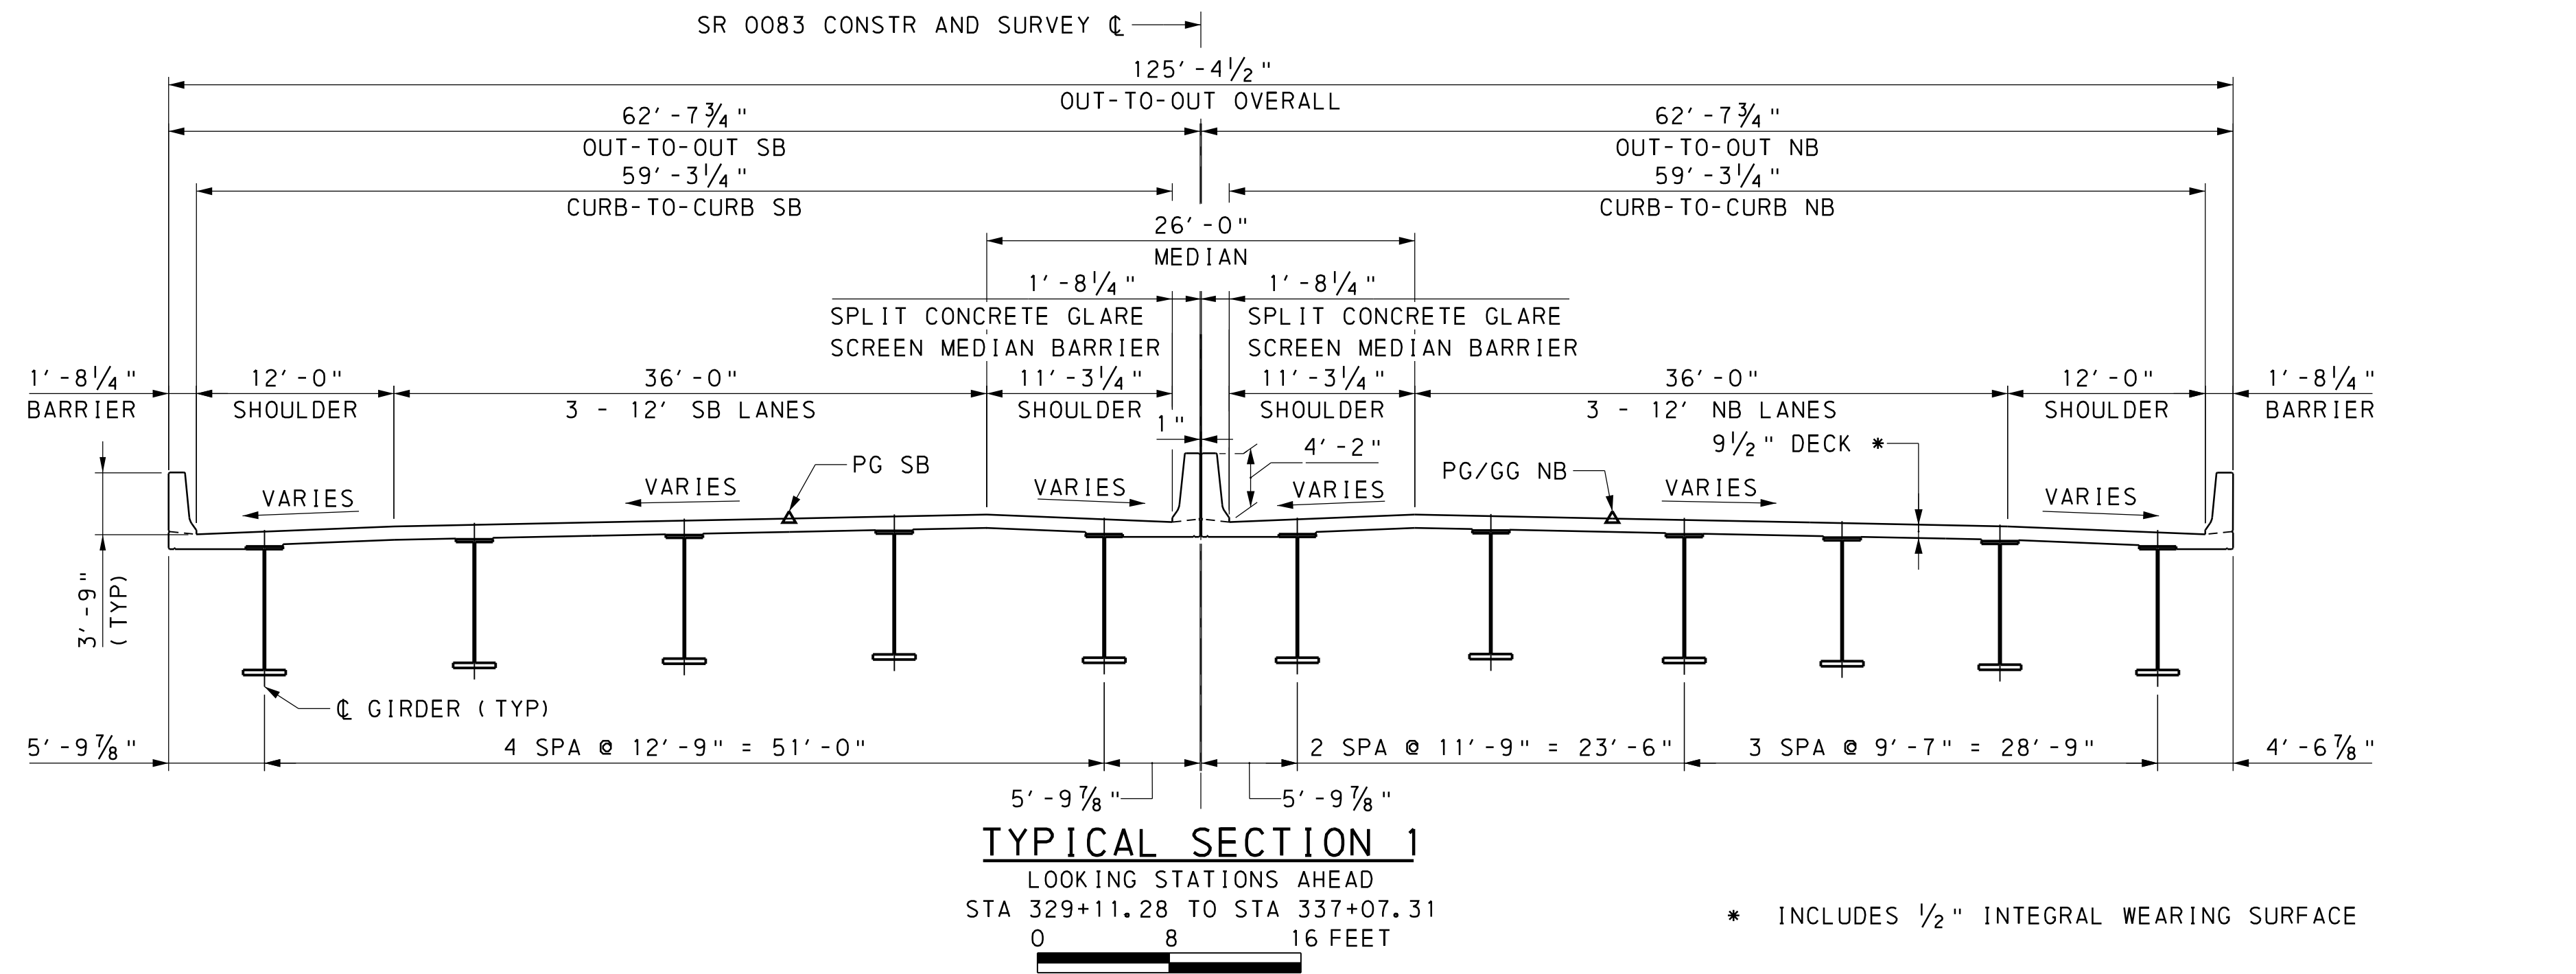 SR 0083 CONSTR AND SURVEY ℄
125'-4½"
OUT-TO-OUT OVERALL
62'-7¾" 62'-7¾"
OUT-TO-OUT SB OUT-TO-OUT NB
59'-3¼" 59'-3¼"
CURB-TO-CURB SB CURB-TO-CURB NB
26'-0"
MEDIAN
1'-8¼" 1'-8¼"
SPLIT CONCRETE GLARE SPLIT CONCRETE GLARE
SCREEN MEDIAN BARRIER SCREEN MEDIAN BARRIER
1'-8¼" 12'-0" 36'-0" 11'-3¼" 11'-3¼" 36'-0" 12'-0" 1'-8¼"
BARRIER SHOULDER 3 - 12' SB LANES SHOULDER SHOULDER 3 - 12' NB LANES SHOULDER BARRIER
1" 4'-2" 9½" DECK *
PG SB PG/GG NB
VARIES VARIES VARIES VARIES VARIES VARIES
3'-9"
(TYP)
℄ GIRDER (TYP)
5'-9⅞" 4 SPA @ 12'-9" = 51'-0" 2 SPA @ 11'-9" = 23'-6" 3 SPA @ 9'-7" = 28'-9" 4'-6⅞"
5'-9⅞" 5'-9⅞"
TYPICAL SECTION 1
LOOKING STATIONS AHEAD
STA 329+11.28 TO STA 337+07.31
* INCLUDES ½" INTEGRAL WEARING SURFACE
0 8 16 FEET